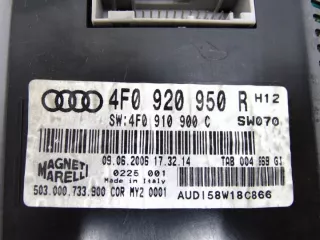 4F0 920 950 R H12
SW:4F0 910 900 C SW070
09.06.2006 17.32.14 TAB 004 669 GI
MAGNETI MARELLI
0226 001
Made in Italy
503.000.733.900 COR MY2 0001
AUDI58W18C866